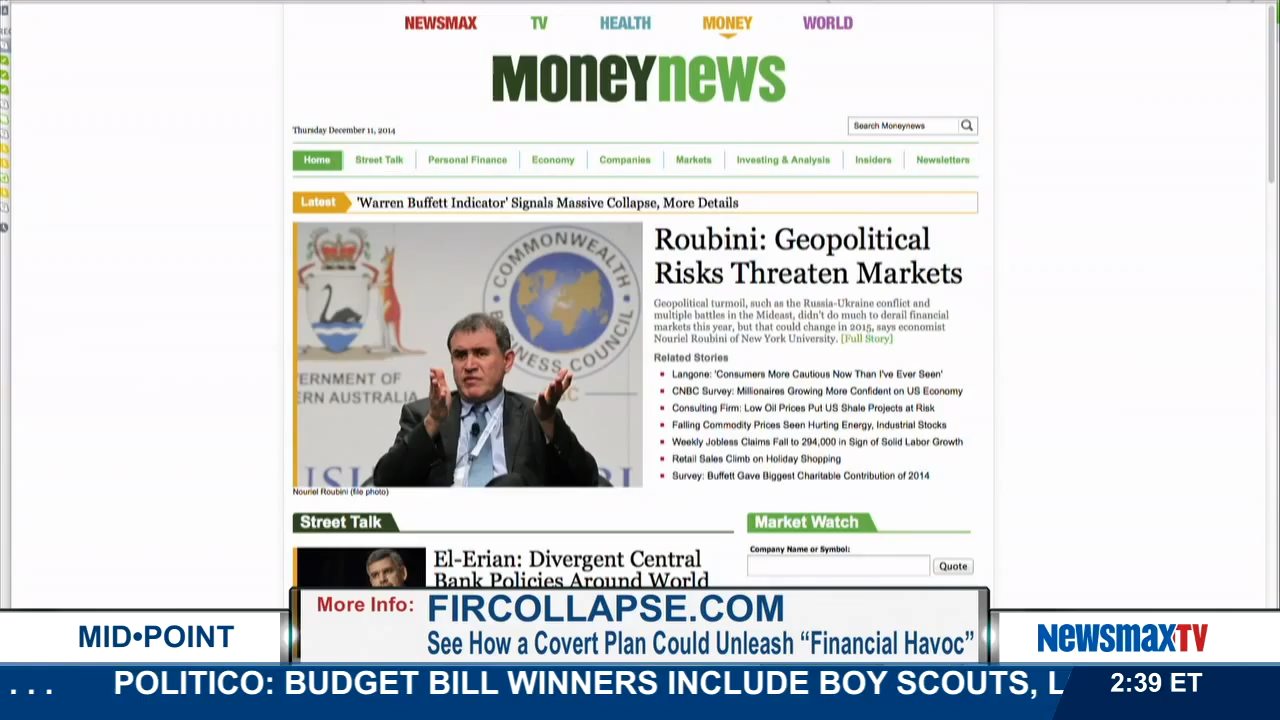 NEWSMAX TV HEALTH MONEY WORLD
MONEYNEWS
Thursday December 11, 2014
Search Moneynews
Home Street Talk Personal Finance Economy Companies Markets Investing & Analysis Insiders Newsletters
Latest 'Warren Buffett Indicator' Signals Massive Collapse, More Details
COMMONWEALTH
BUSINESS COUNCIL
ERNMENT OF
ERN AUSTRALIA
Roubini: Geopolitical
Risks Threaten Markets
Geopolitical turmoil, such as the Russia-Ukraine conflict and
multiple battles in the Mideast, didn't do much to derail financial
markets this year, but that could change in 2015, says economist
Nouriel Roubini of New York University. [Full Story]
Related Stories
Langone: 'Consumers More Cautious Now Than I've Ever Seen'
CNBC Survey: Millionaires Growing More Confident on US Economy
Consulting Firm: Low Oil Prices Put US Shale Projects at Risk
Falling Commodity Prices Seen Hurting Energy, Industrial Stocks
Weekly Jobless Claims Fall to 294,000 in Sign of Solid Labor Growth
Retail Sales Climb on Holiday Shopping
Survey: Buffett Gave Biggest Charitable Contribution of 2014
Nouriel Roubini (file photo)
Street Talk
Market Watch
El-Erian: Divergent Central
Bank Policies Around World
Company Name or Symbol:
Quote
More Info: FIRCOLLAPSE.COM
See How a Covert Plan Could Unleash “Financial Havoc”
MID•POINT
NEWSMAXTV
... POLITICO: BUDGET BILL WINNERS INCLUDE BOY SCOUTS, L
2:39 ET